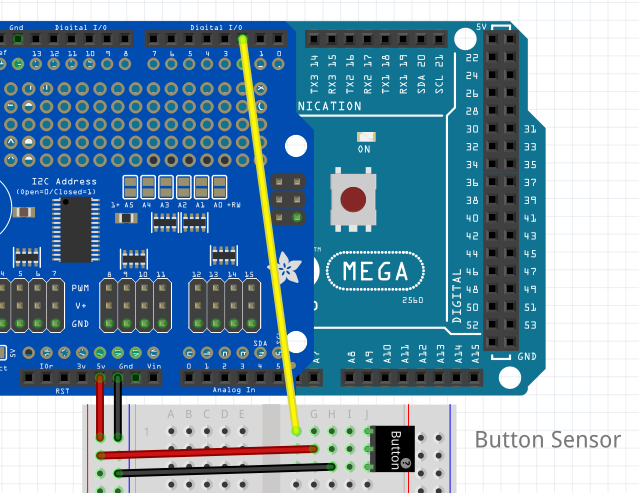 Gnd Digital I/O Digital I/O 5V
ef 13 12 11 10 9 8 7 6 5 4 3 1 0
TX3 14 RX3 15 TX2 16 RX2 17 TX1 18 RX1 19 SDA 20 SCL 21
22
24
26
28
NICATION
30 31
32 33
34 35
36 37
38 39
40 41
42 43
44 45
46 47
48 49
50 51
52 53
GND
ON
I2C Address
(Open=0/Closed=1)
1+ A5 A4 A3 A2 A1 A0 +RW
TM
MEGA
2560
DIGITAL
4 5 6 7 8 9 10 11 12 13 14 15
PWM
V+
GND
SDA
IOr 3v 5v Gnd Vin 0 1 2 3 4 5
RST Analog In
A7 A8 A9 A10 A11 A12 A13 A14 A15
A B C D E G H I J
1
Button
Button Sensor